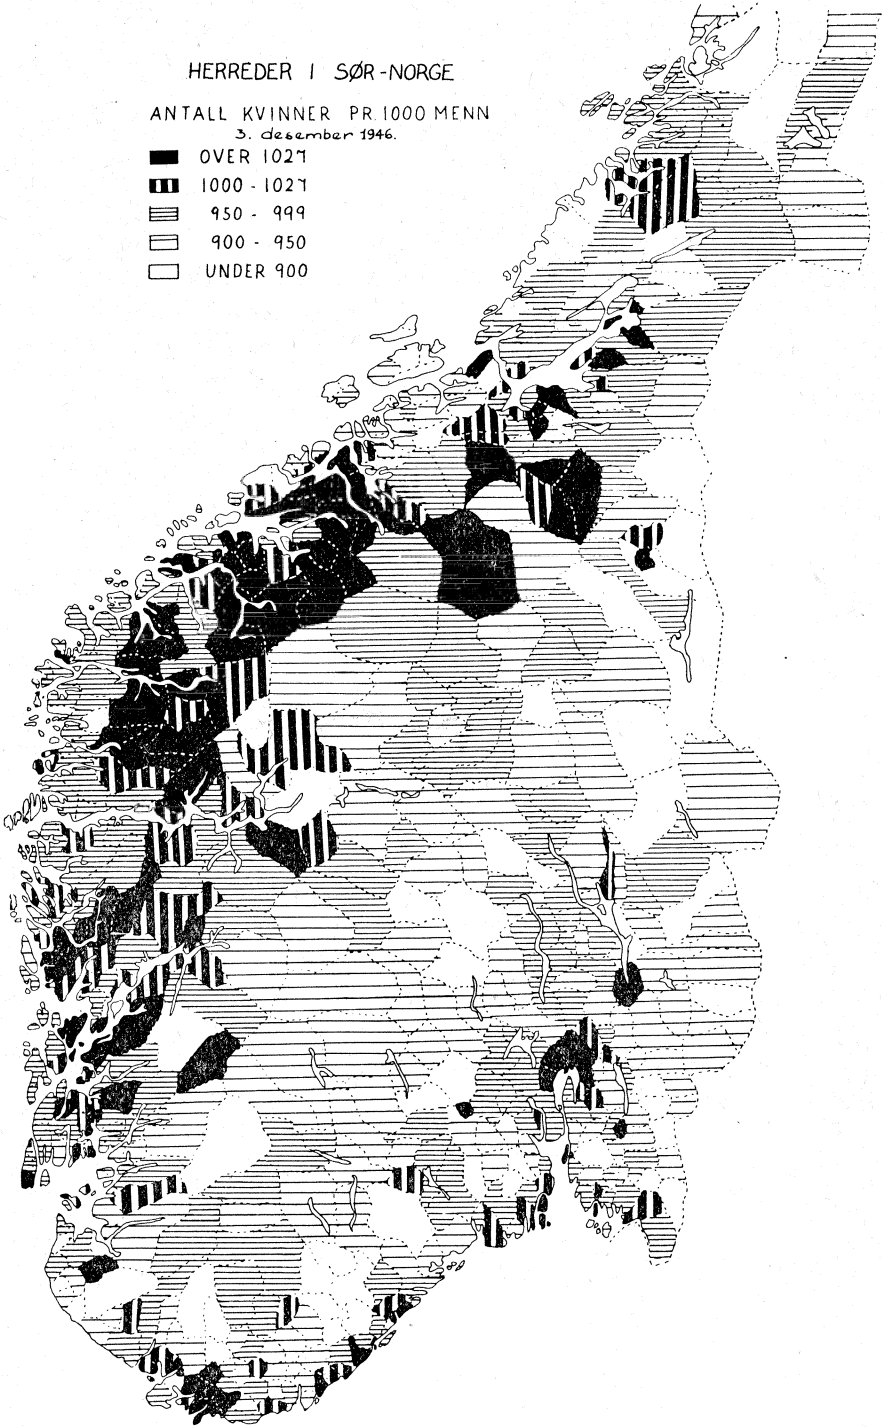 HERREDER I SØR-NORGE
ANTALL KVINNER PR. 1000 MENN
3. desember 1946.
OVER 1027
1000 - 1027
950 - 999
900 - 950
UNDER 900